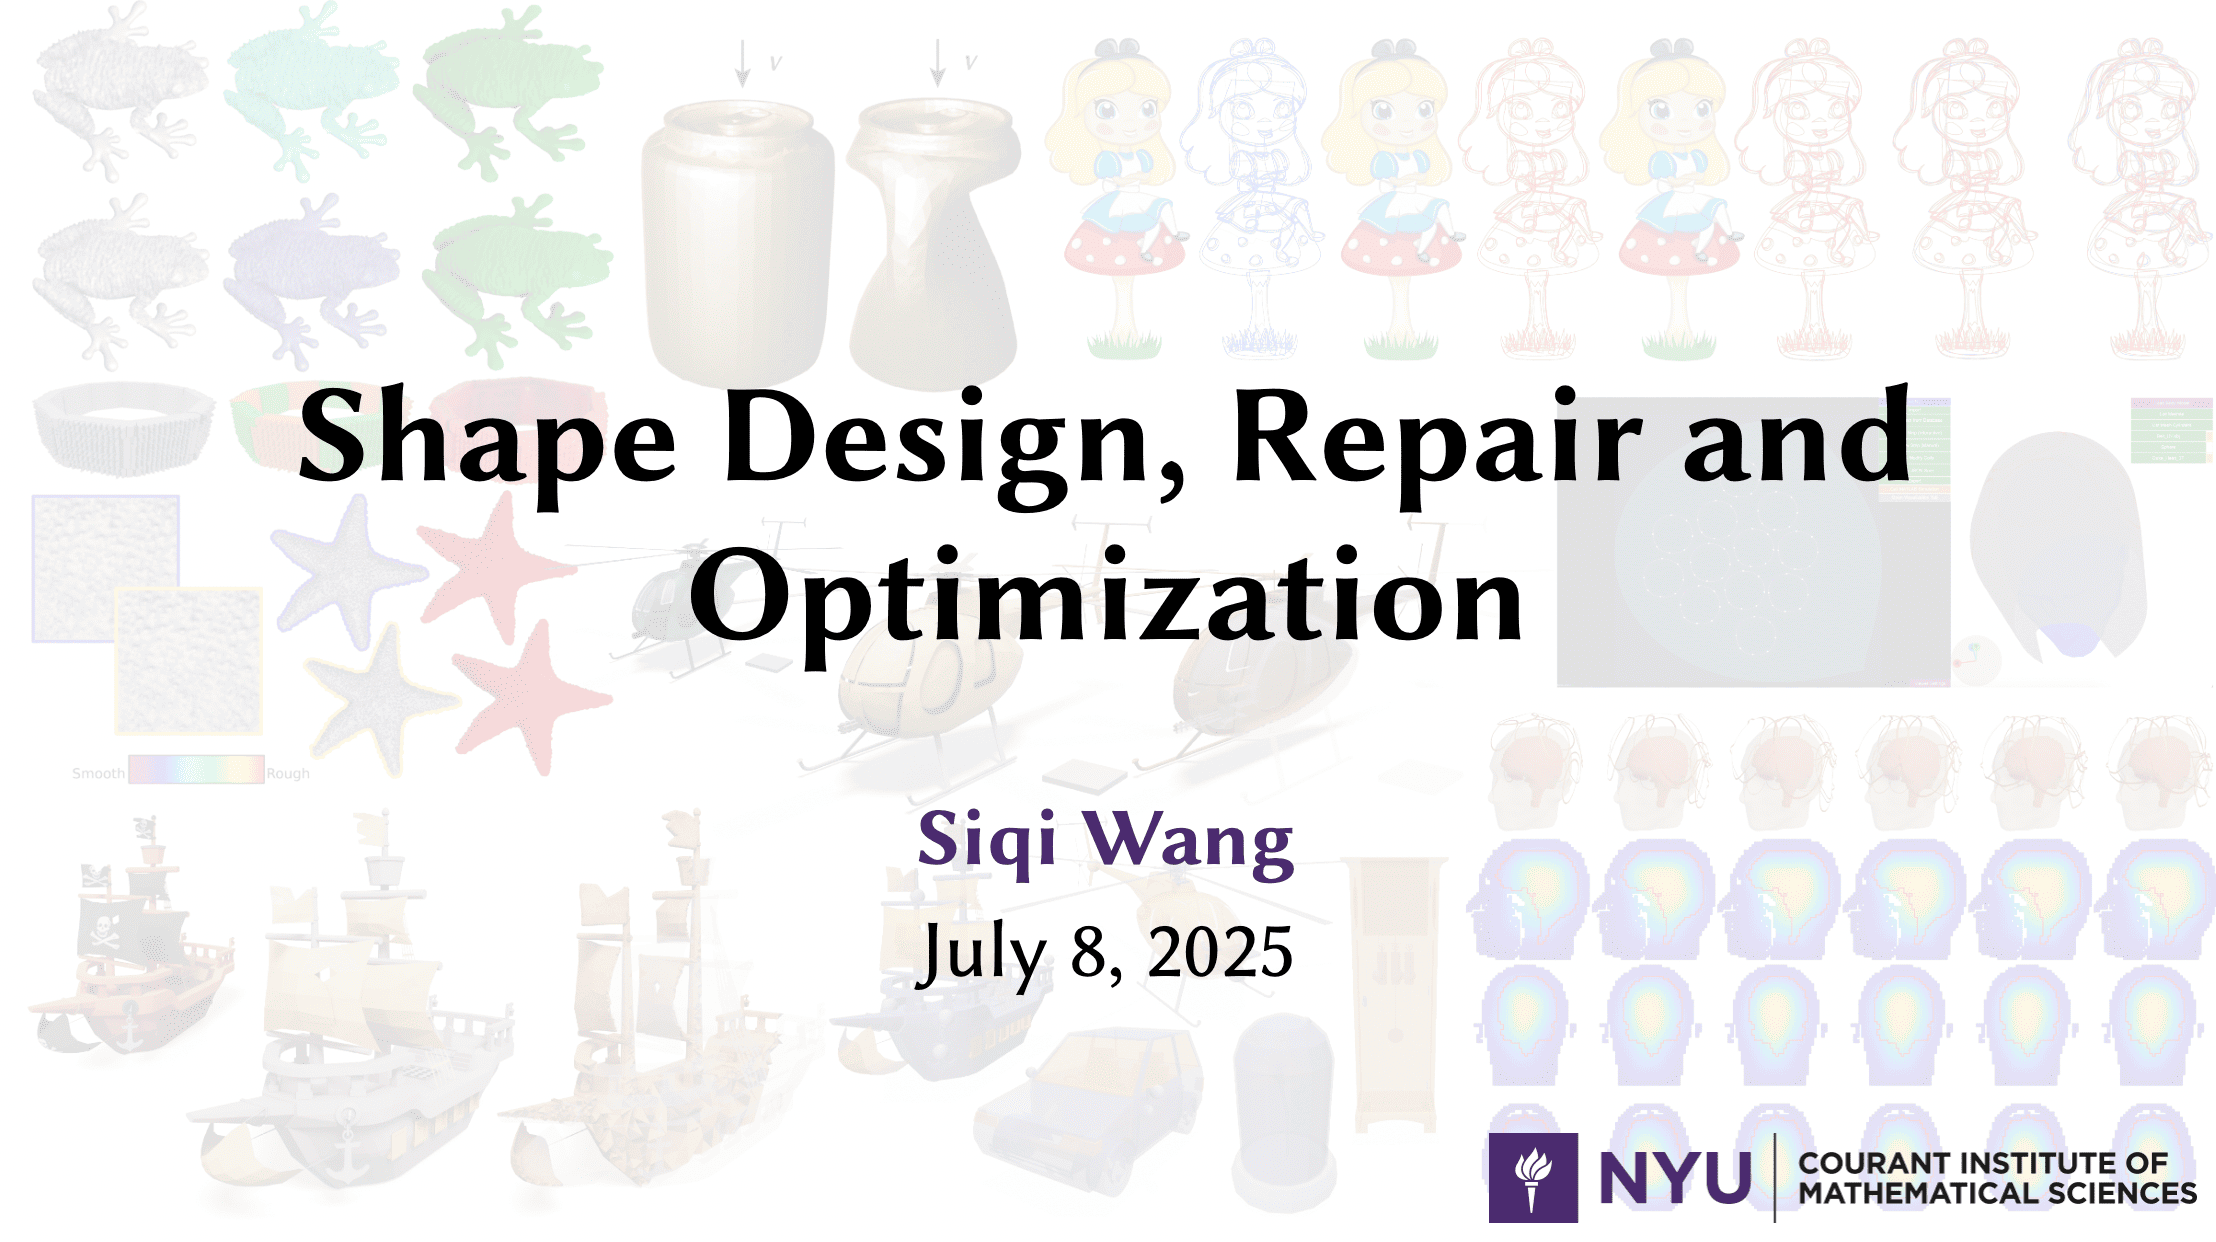 v
v
Shape Design, Repair and
Optimization
Smooth
Rough
Siqi Wang
July 8, 2025
NYU
COURANT INSTITUTE OF
MATHEMATICAL SCIENCES